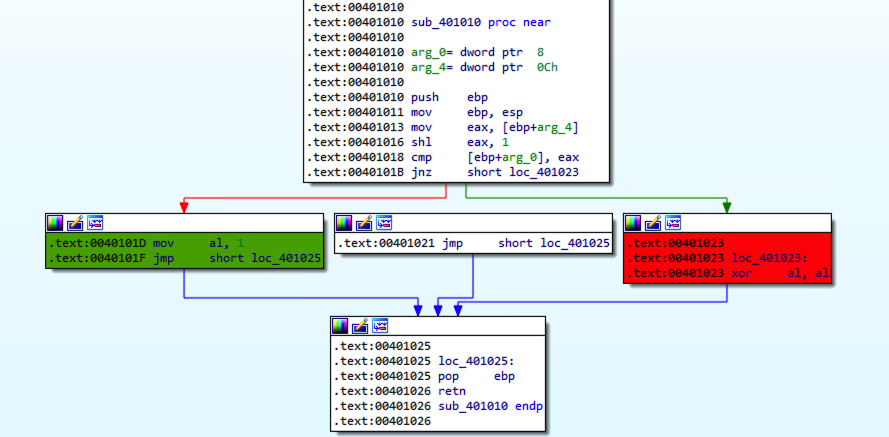 .text:00401010
.text:00401010 sub_401010 proc near
.text:00401010
.text:00401010 arg_0= dword ptr  8
.text:00401010 arg_4= dword ptr  0Ch
.text:00401010
.text:00401010 push    ebp
.text:00401011 mov     ebp, esp
.text:00401013 mov     eax, [ebp+arg_4]
.text:00401016 shl     eax, 1
.text:00401018 cmp     [ebp+arg_0], eax
.text:0040101B jnz     short loc_401023
.text:0040101D mov     al, 1
.text:0040101F jmp     short loc_401025
.text:00401021 jmp     short loc_401025
.text:00401023
.text:00401023 loc_401023:
.text:00401023 xor     al, al
.text:00401025
.text:00401025 loc_401025:
.text:00401025 pop     ebp
.text:00401026 retn
.text:00401026 sub_401010 endp
.text:00401026